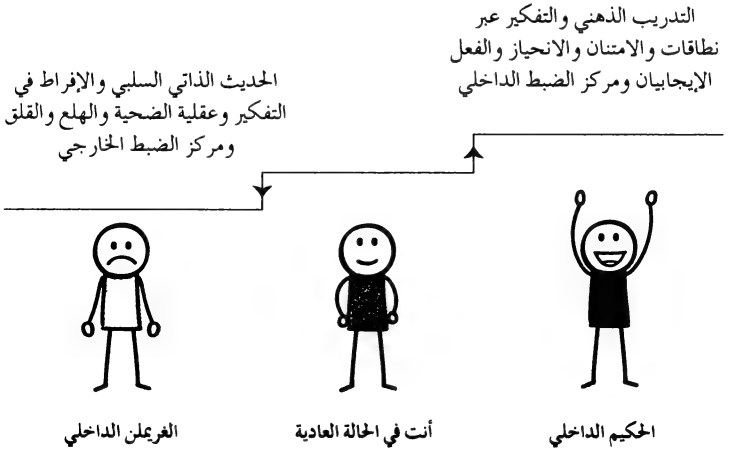 التدريب الذهني والتفكير عبر
نطاقات والامتنان والانحياز والفعل
الإيجابيان ومركز الضبط الداخلي
الحديث الذاتي السلبي والإفراط في
التفكير وعقلية الضحية والهلع والقلق
ومركز الضبط الخارجي
الحكيم الداخلي
أنت في الحالة العادية
الغريملن الداخلي